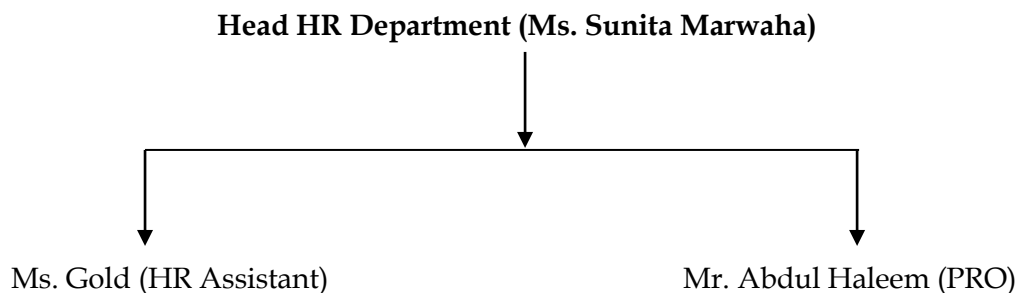 Head HR Department (Ms. Sunita Marwaha)
Ms. Gold (HR Assistant)
Mr. Abdul Haleem (PRO)